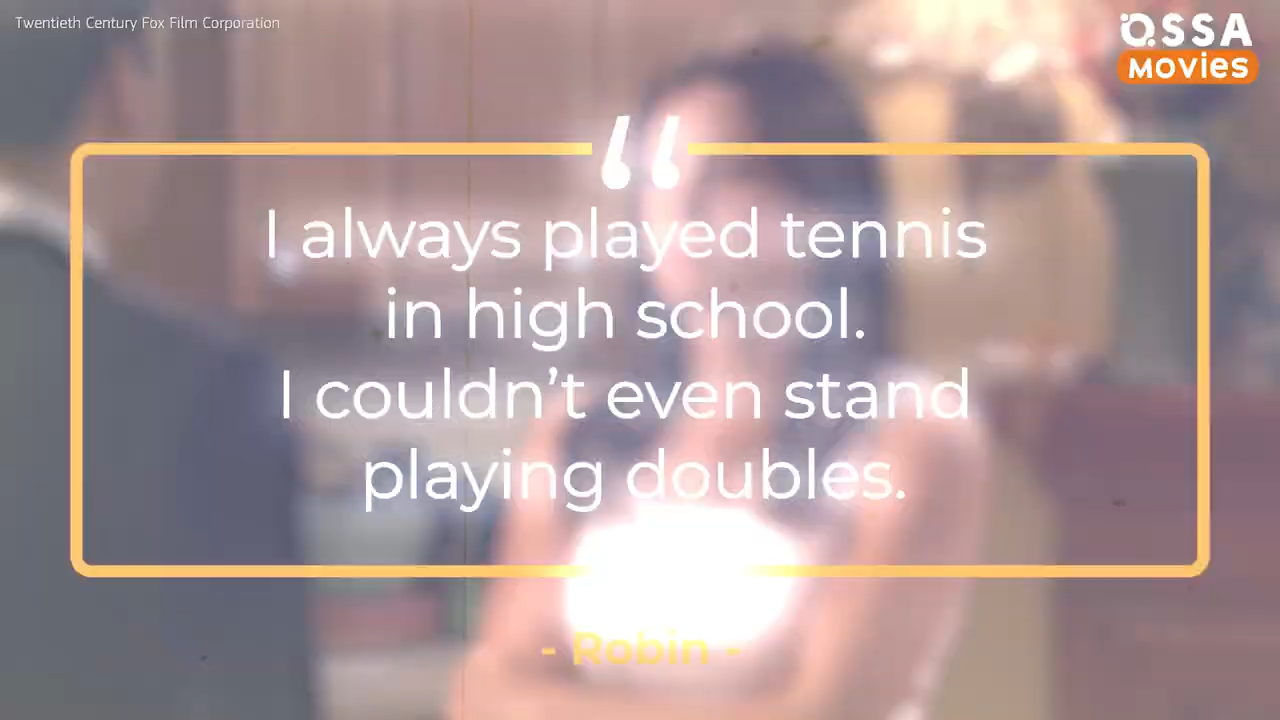 Twentieth Century Fox Film Corporation
OSSA
MOVies
“
I always played tennis
in high school.
I couldn’t even stand
playing doubles.
- Robin -